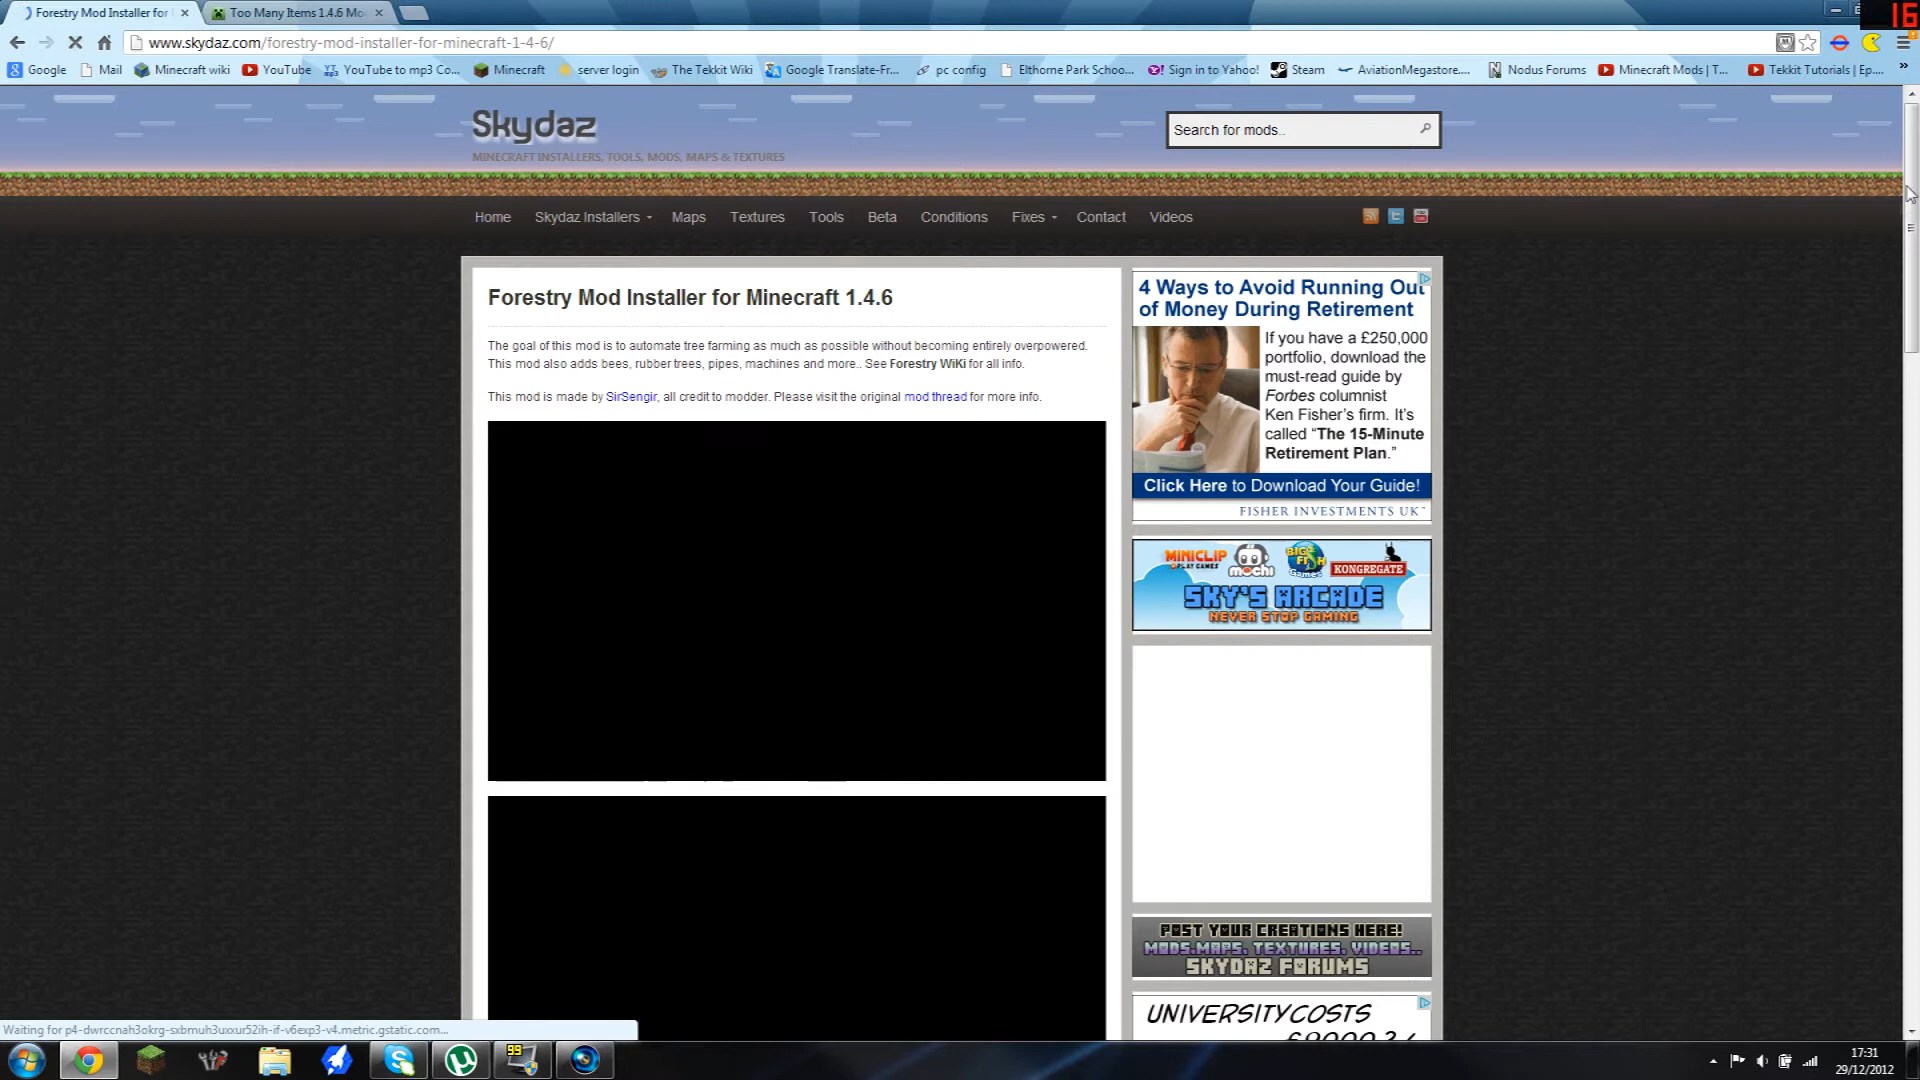 Forestry Mod Installer for
Too Many Items 1.4.6 Mo
16
www.skydaz.com/forestry-mod-installer-for-minecraft-1-4-6/
Google Mail Minecraft wiki YouTube YouTube to mp3 Co... Minecraft server login The Tekkit Wiki Google Translate-Fr... pc config Elthorne Park Schoo... Sign in to Yahoo! Steam AviationMegastore.... Nodus Forums Minecraft Mods | T... Tekkit Tutorials | Ep.... »
Skydaz
MINECRAFT INSTALLERS, TOOLS, MODS, MAPS & TEXTURES
Search for mods..
Home Skydaz Installers Maps Textures Tools Beta Conditions Fixes Contact Videos
Forestry Mod Installer for Minecraft 1.4.6
The goal of this mod is to automate tree farming as much as possible without becoming entirely overpowered.
This mod also adds bees, rubber trees, pipes, machines and more.. See Forestry WiKi for all info.
This mod is made by SirSengir, all credit to modder. Please visit the original mod thread for more info.
4 Ways to Avoid Running Out
of Money During Retirement
If you have a £250,000
portfolio, download the
must-read guide by
Forbes columnist
Ken Fisher's firm. It's
called “The 15-Minute
Retirement Plan.”
Click Here to Download Your Guide!
FISHER INVESTMENTS UK™
MINICLIP
PLAY GAMES
mochi
BIG FISH
Games
KONGREGATE
SKY'S ARCADE
NEVER STOP GAMING
POST YOUR CREATIONS HERE!
MODS,MAPS, TEXTURES, VIDEOS..
SKYDAZ FORUMS
UNIVERSITY COSTS
Waiting for p4-dwrccnah3okrg-sxbmuh3uxxur52ih-if-v6exp3-v4.metric.gstatic.com...
99
17:31
29/12/2012